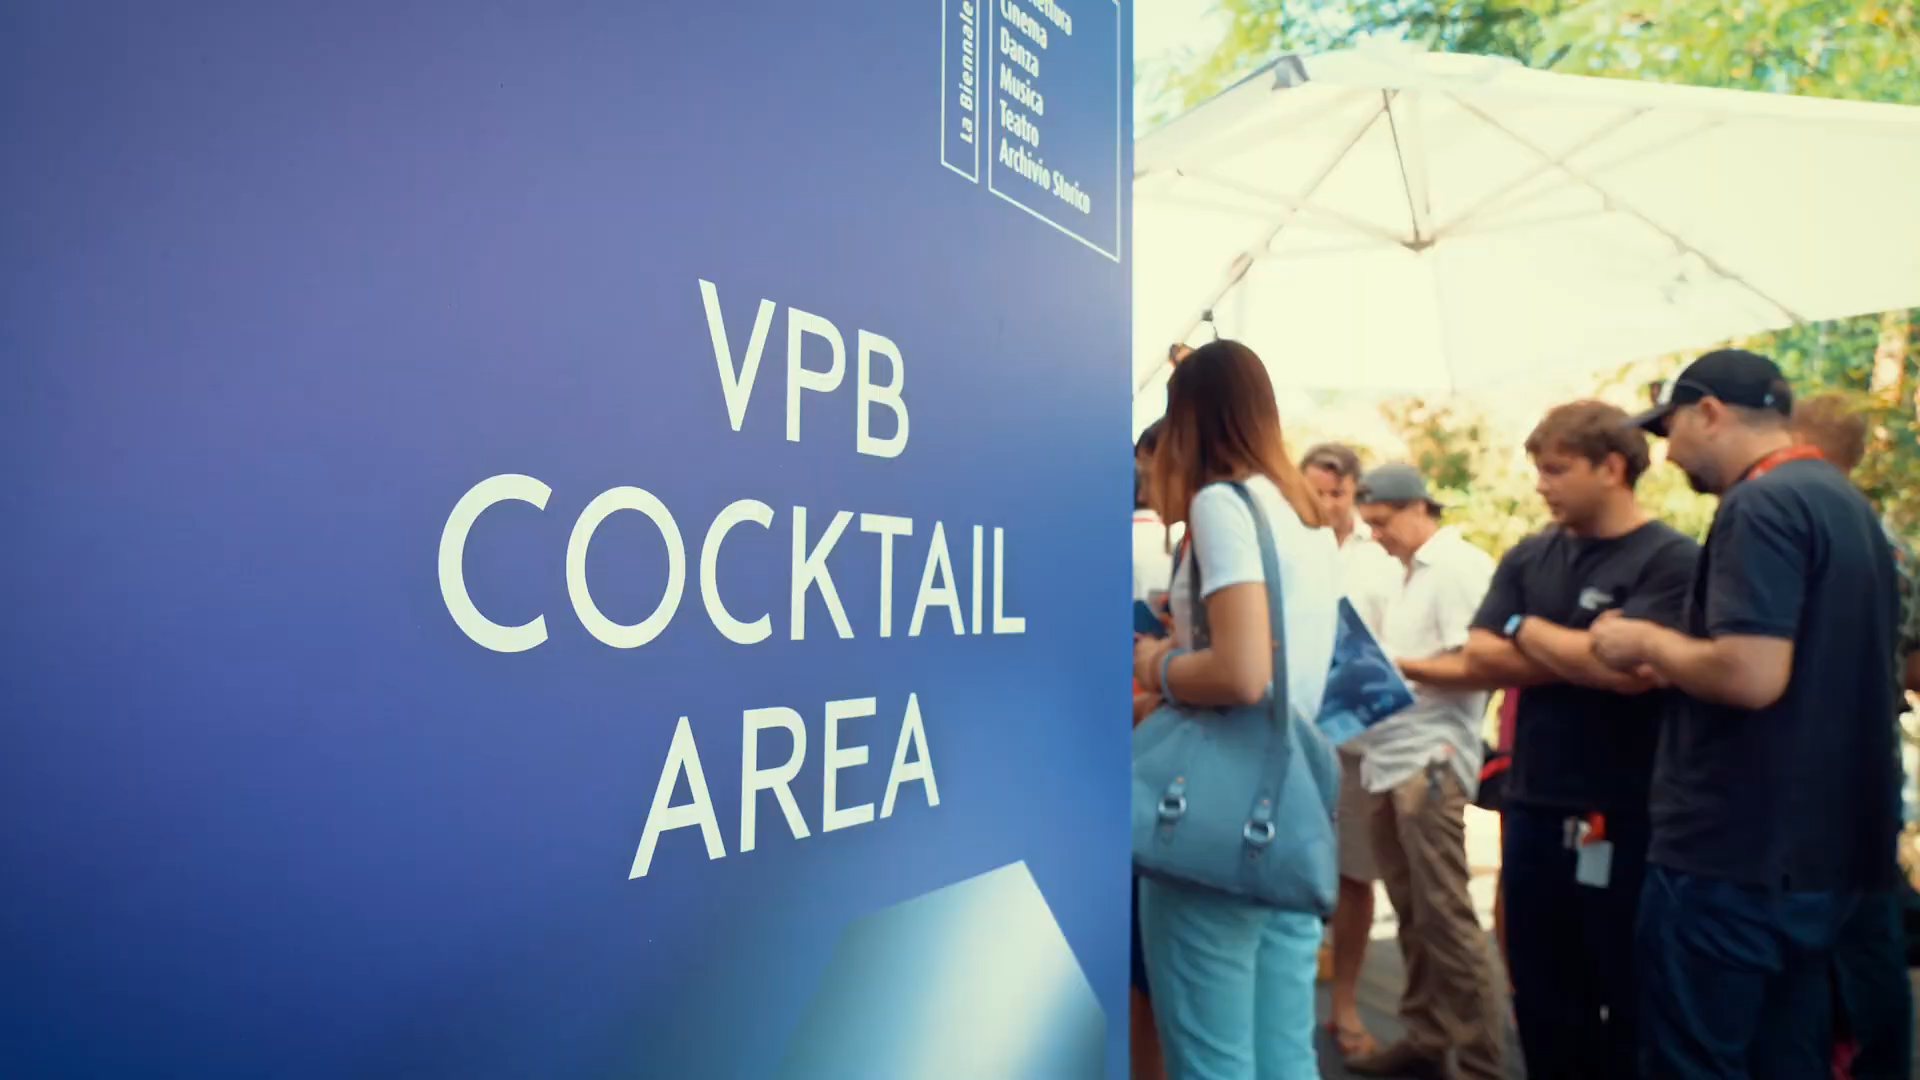 La Biennale
Cinema
Danza
Musica
Teatro
Archivio Storico
VPB
COCKTAIL
AREA